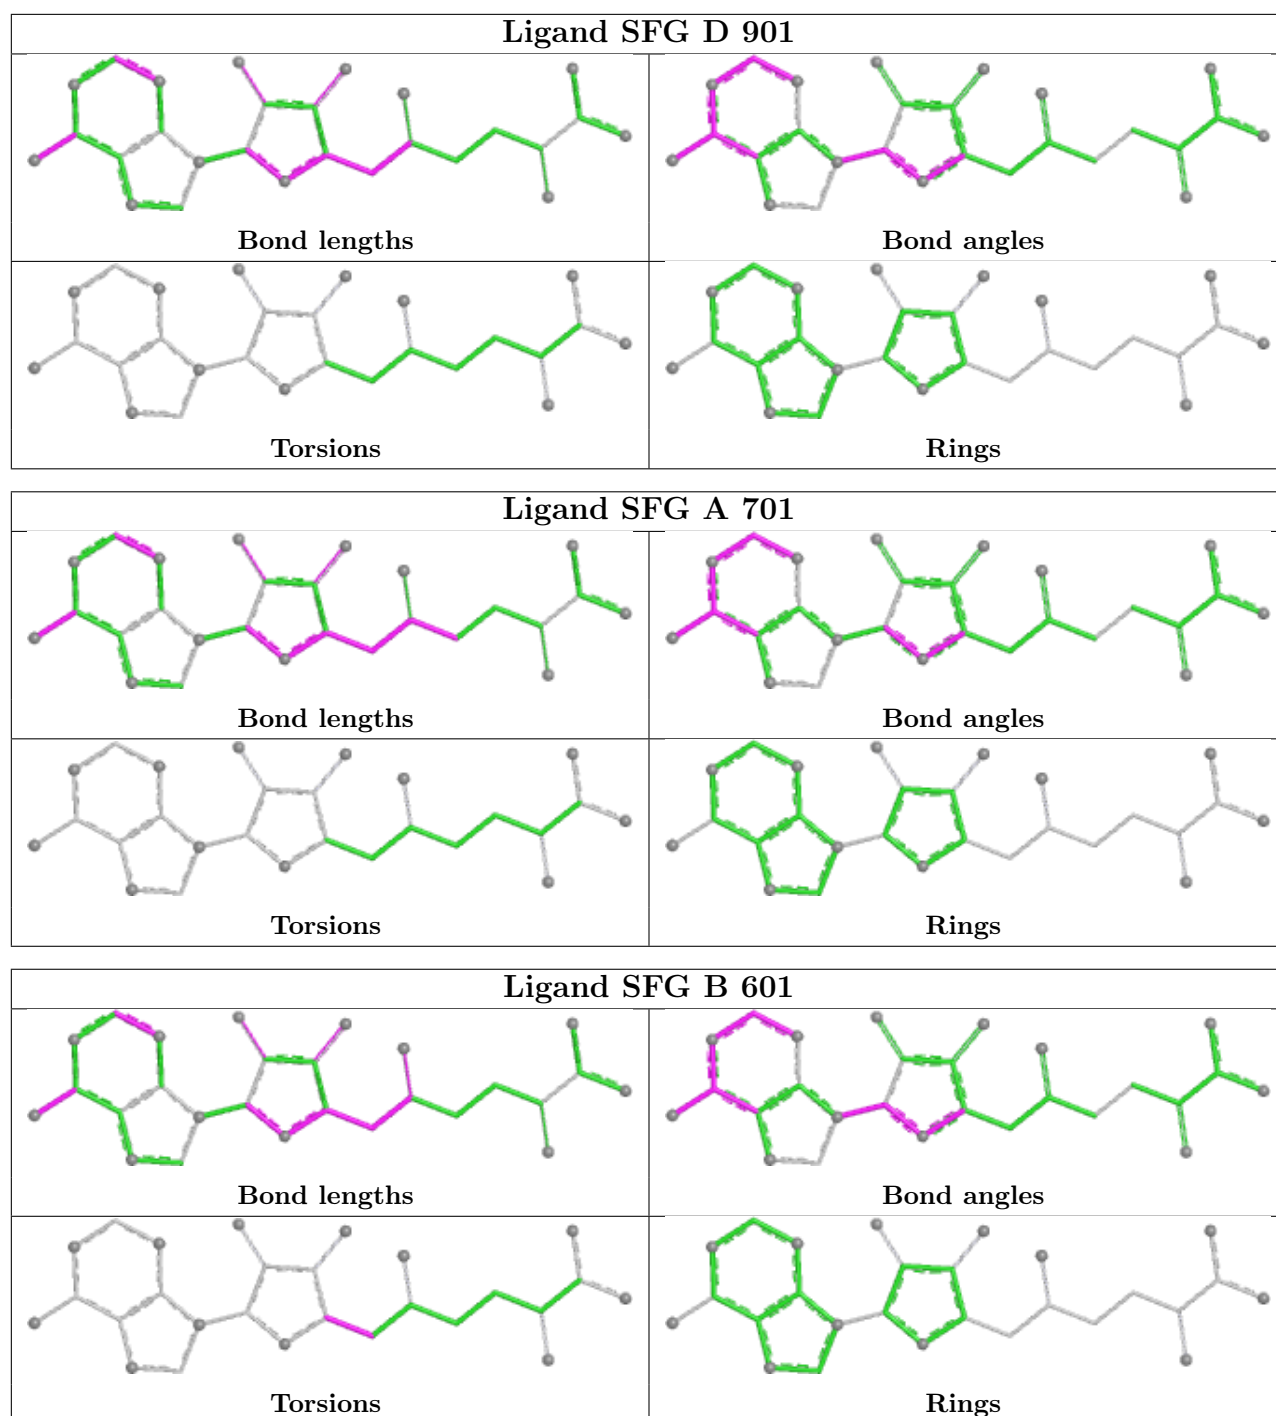 Ligand SFG D 901
Bond lengths
Bond angles
Torsions
Rings
Ligand SFG A 701
Bond lengths
Bond angles
Torsions
Rings
Ligand SFG B 601
Bond lengths
Bond angles
Torsions
Rings